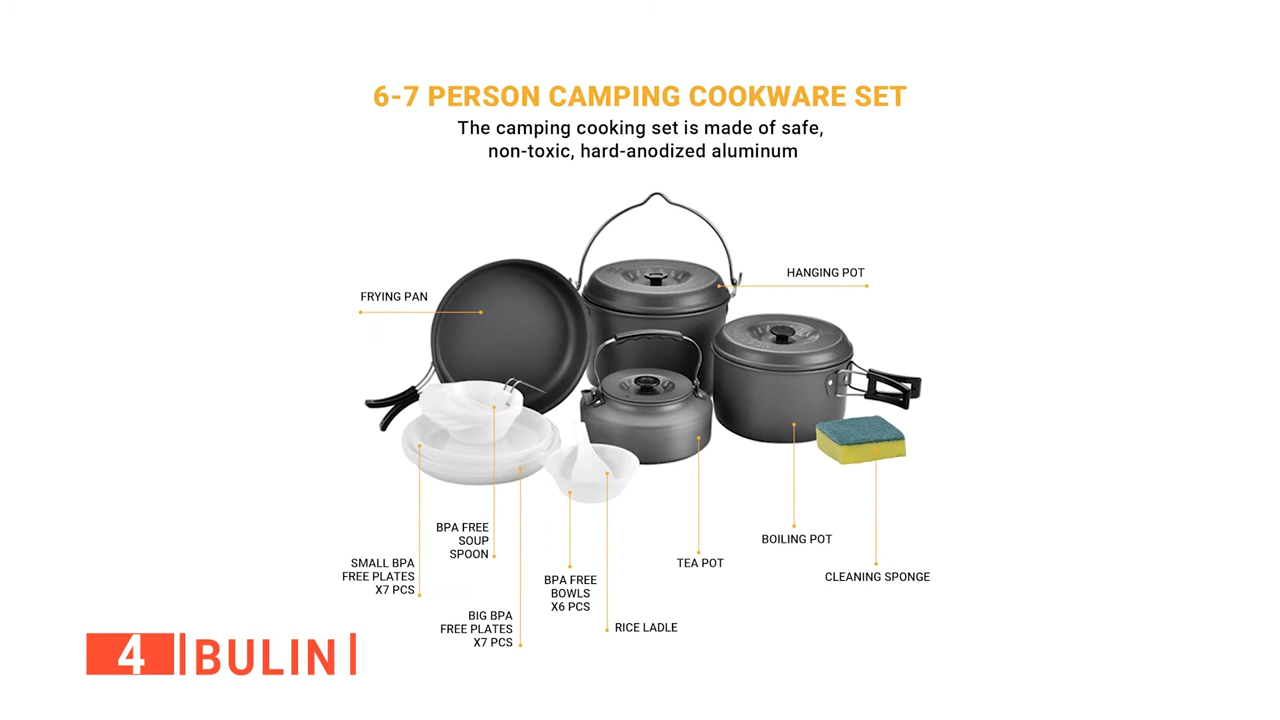 6-7 PERSON CAMPING COOKWARE SET
The camping cooking set is made of safe,
non-toxic, hard-anodized aluminum
HANGING POT
FRYING PAN
BPA FREE
SOUP
SPOON
SMALL BPA
FREE PLATES
X7 PCS
BIG BPA
FREE PLATES
X7 PCS
BPA FREE
BOWLS
X6 PCS
RICE LADLE
TEA POT
BOILING POT
CLEANING SPONGE
4 BULIN